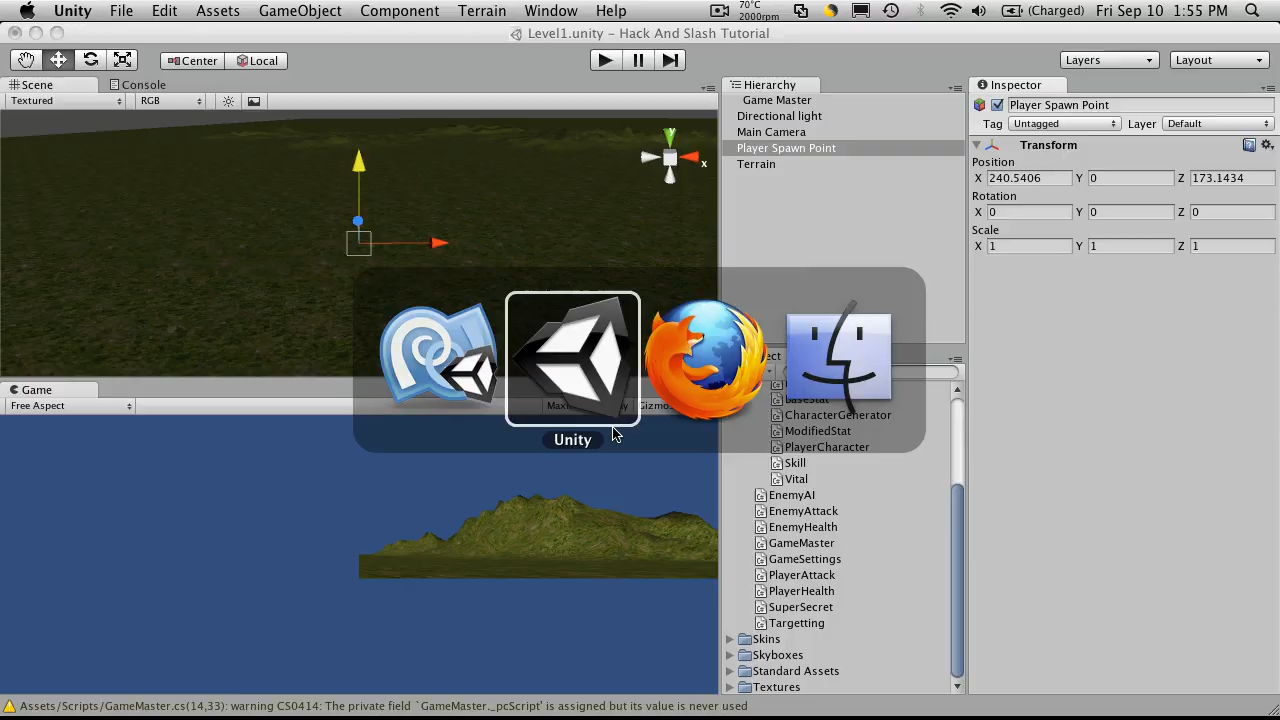 Unity File Edit Assets GameObject Component Terrain Window Help 70°C 2000rpm (Charged) Fri Sep 10 1:55 PM
Level1.unity - Hack And Slash Tutorial
Center Local Layers Layout
Scene Console
Textured RGB
Hierarchy
Game Master
Directional light
Main Camera
Player Spawn Point
Terrain
Inspector
Player Spawn Point
Tag Untagged Layer Default
Transform
Position
X 240.5406 Y 0 Z 173.1434
Rotation
X 0 Y 0 Z 0
Scale
X 1 Y 1 Z 1
y
x
Game
Free Aspect
Unity
BaseStat
CharacterGenerator
ModifiedStat
PlayerCharacter
Skill
Vital
EnemyAI
EnemyAttack
EnemyHealth
GameMaster
GameSettings
PlayerAttack
PlayerHealth
SuperSecret
Targetting
Skins
Skyboxes
Standard Assets
Textures
Assets/Scripts/GameMaster.cs(14,33): warning CS0414: The private field `GameMaster._pcScript' is assigned but its value is never used